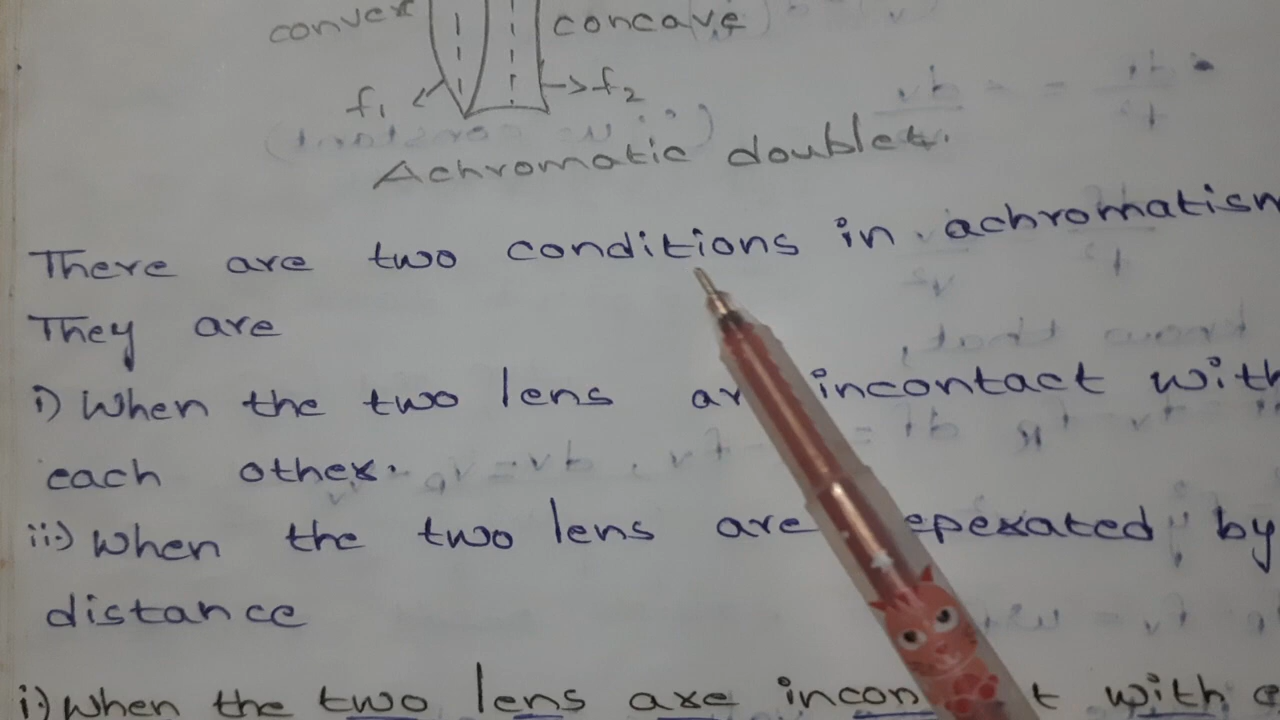 convex concave
f₁ f₂
Achromatic doublet.
There are two conditions in achromatism
They are
i) When the two lens incontact with
each other.
ii:) When the two lens are by
distance
i:) When the two lens are with